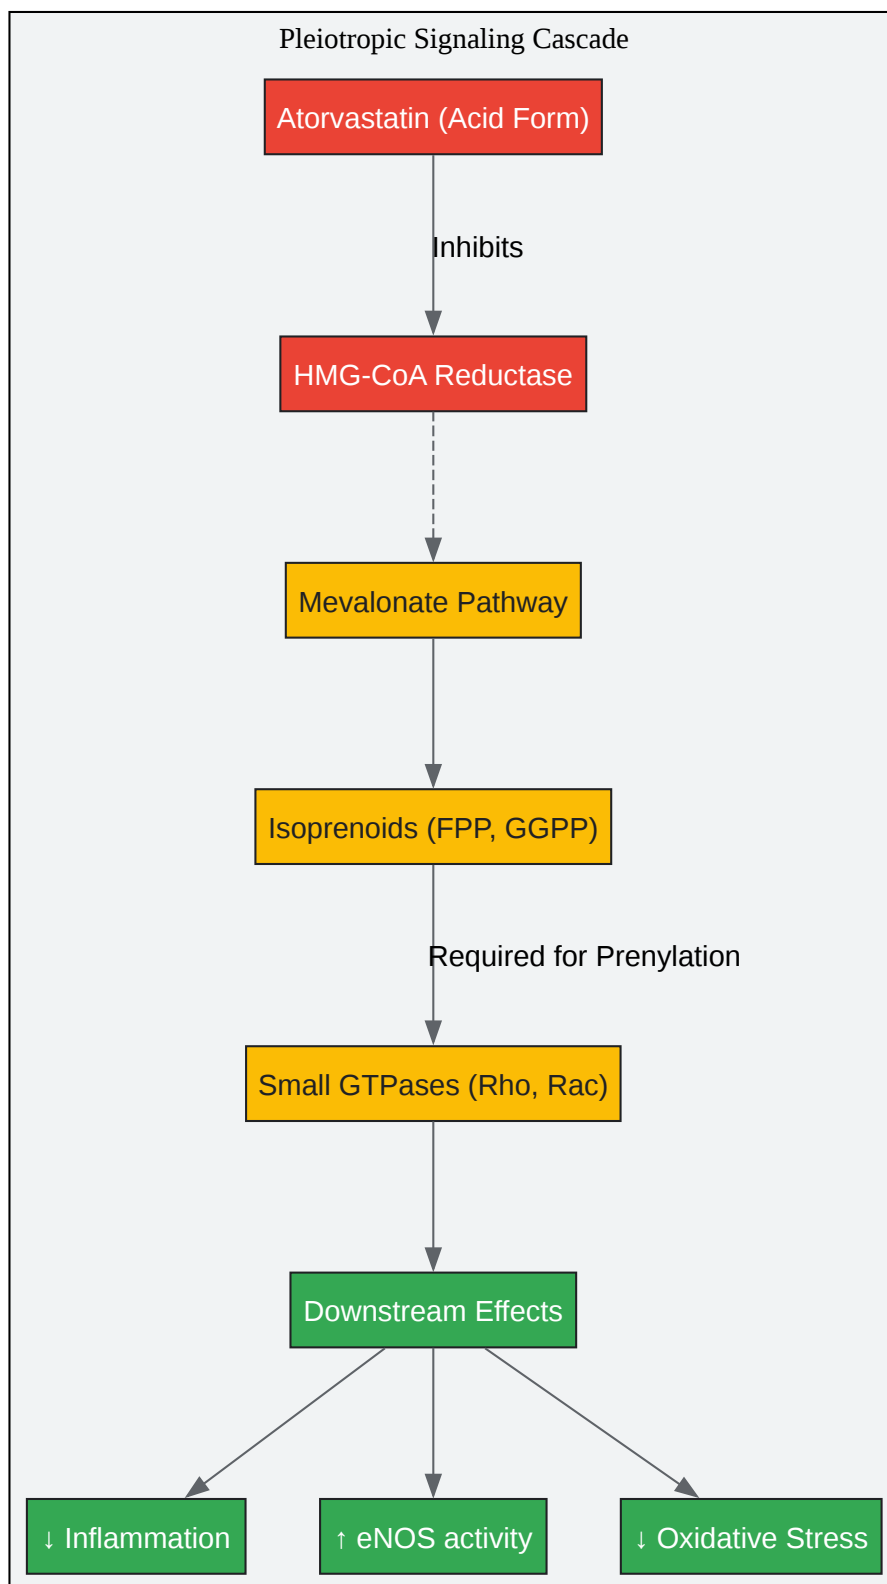 Pleiotropic Signaling Cascade
Atorvastatin (Acid Form)
Inhibits
HMG-CoA Reductase
Mevalonate Pathway
Isoprenoids (FPP, GGPP)
Required for Prenylation
Small GTPases (Rho, Rac)
Downstream Effects
↓ Inflammation
↑ eNOS activity
↓ Oxidative Stress